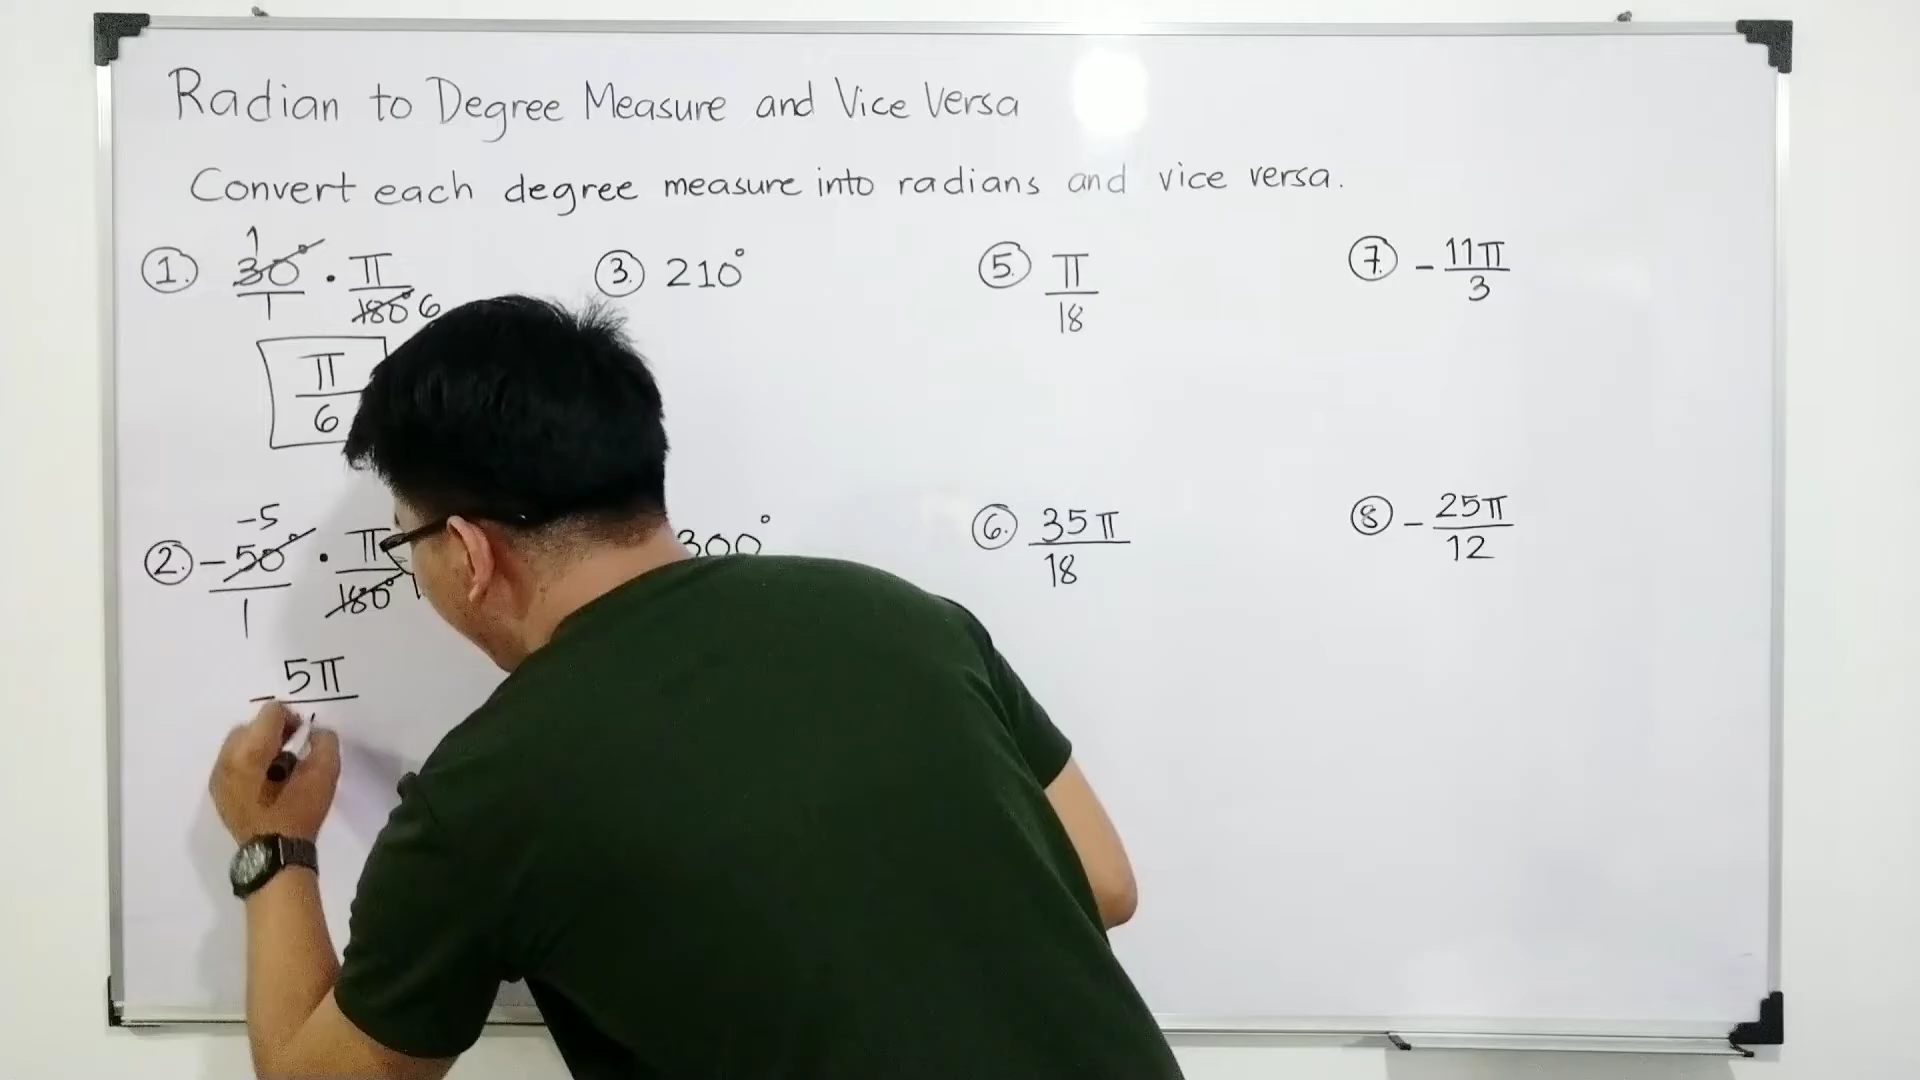 Radian to Degree Measure and Vice Versa
Convert each degree measure into radians and vice versa.
1. 30°/1 · π/180° 1 6
π/6
2. -50°/1 · π/180° -5
-5π
3. 210°
300°
5. π/18
6. 35π/18
7. -11π/3
8. -25π/12